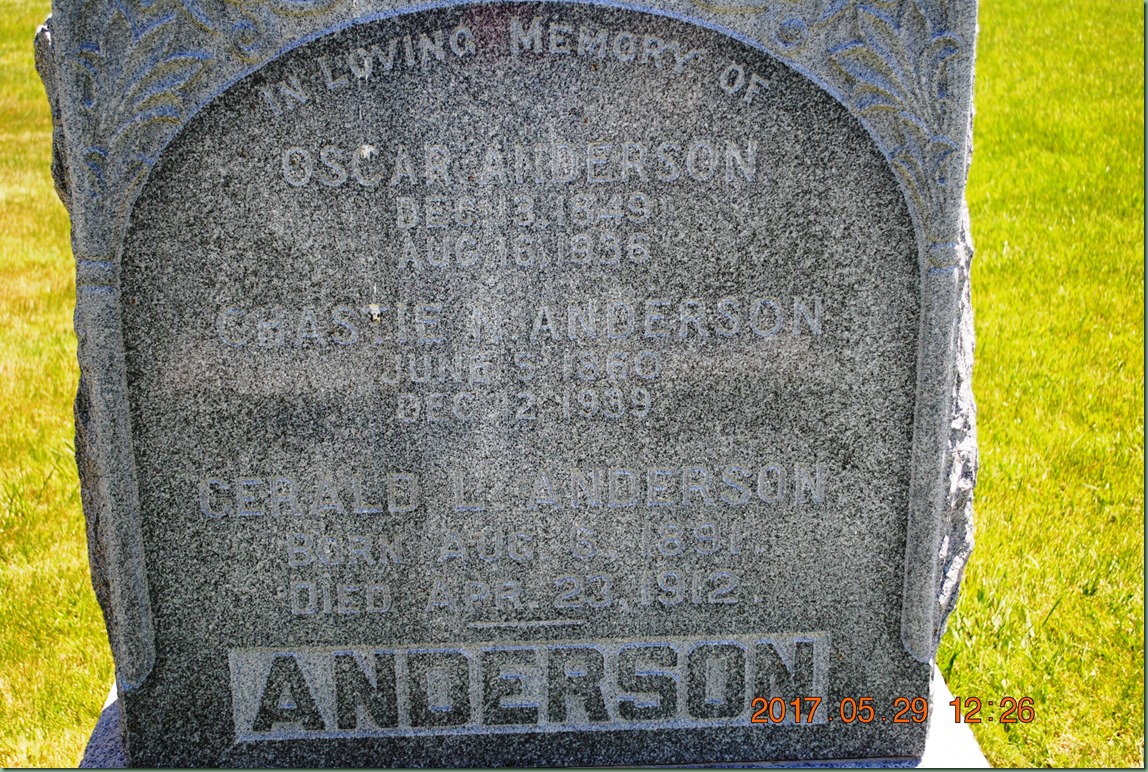 IN LOVING MEMORY OF
OSCAR ANDERSON
DEC. 13, 1849
AUG. 16, 1936
CHASTIE N. ANDERSON
JUNE 5, 1860
DEC. 12, 1939
GERALD L. ANDERSON.
BORN AUG. 6, 1891.
DIED APR. 23, 1912.
ANDERSON
2017.05.29 12:26